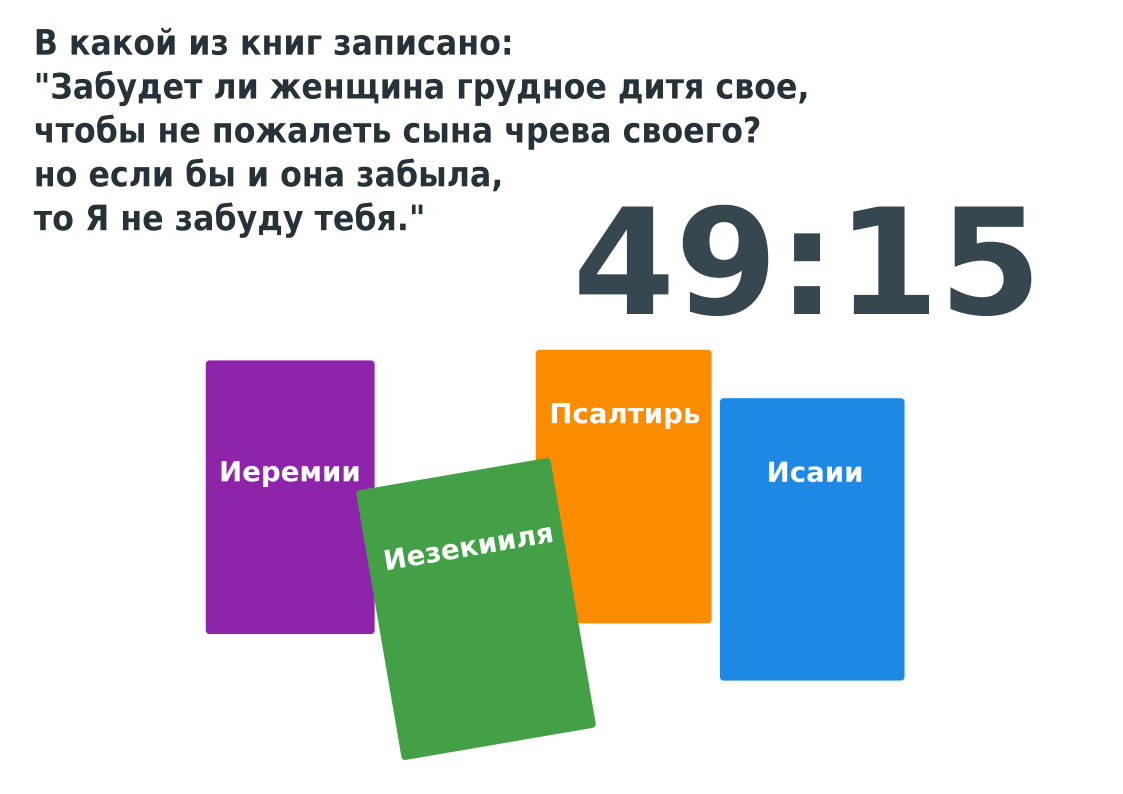 В какой из книг записано:
"Забудет ли женщина грудное дитя свое,
чтобы не пожалеть сына чрева своего?
но если бы и она забыла,
то Я не забуду тебя."
49:15
Иеремии
Иезекииля
Псалтирь
Исаии